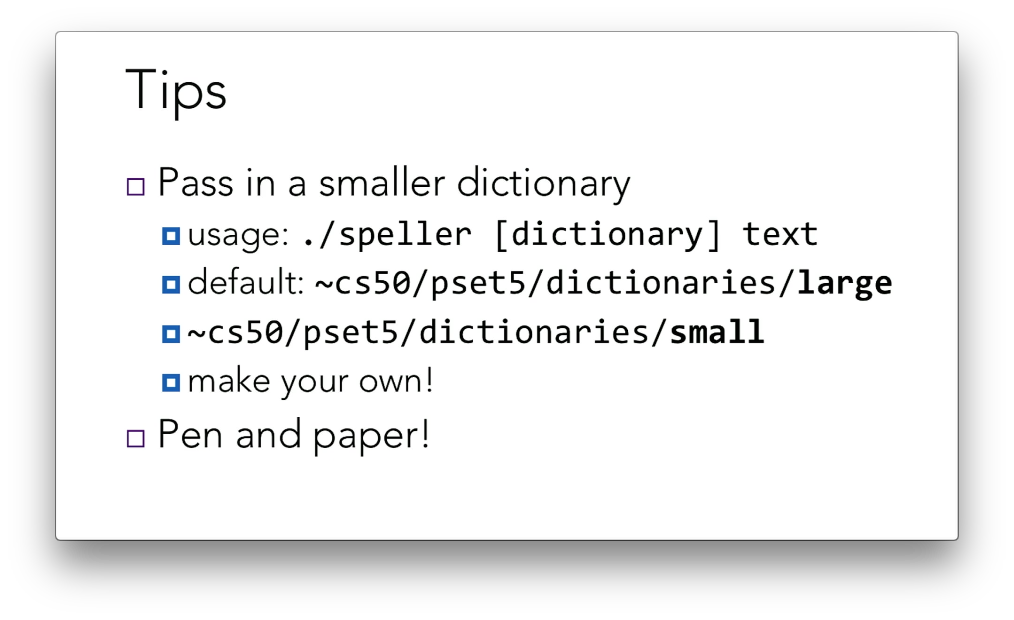 Tips
Pass in a smaller dictionary
usage: ./speller [dictionary] text
default: ~cs50/pset5/dictionaries/large
~cs50/pset5/dictionaries/small
make your own!
Pen and paper!